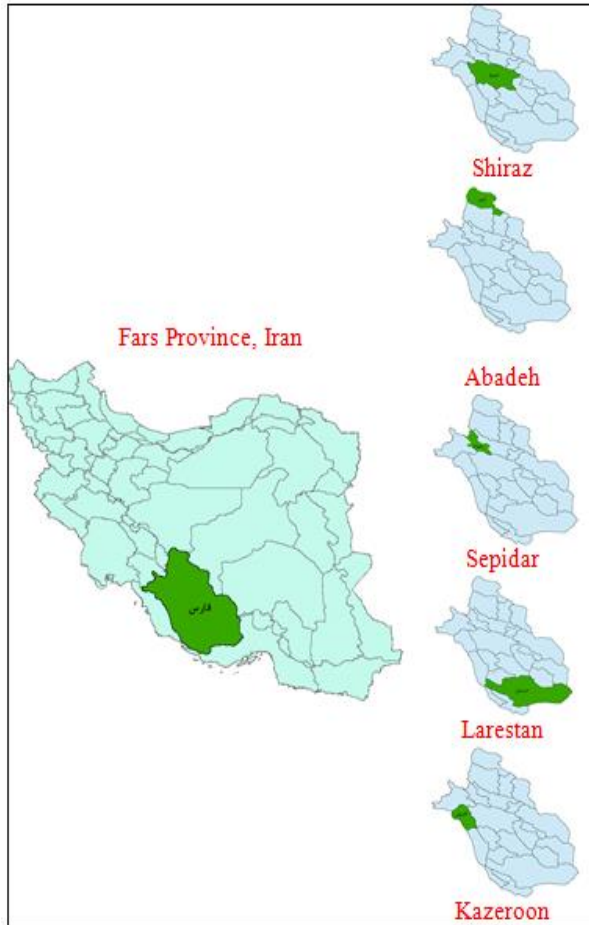 Shiraz
Fars Province, Iran
Abadeh
Sepidar
فارس
Larestan
Kazeroon